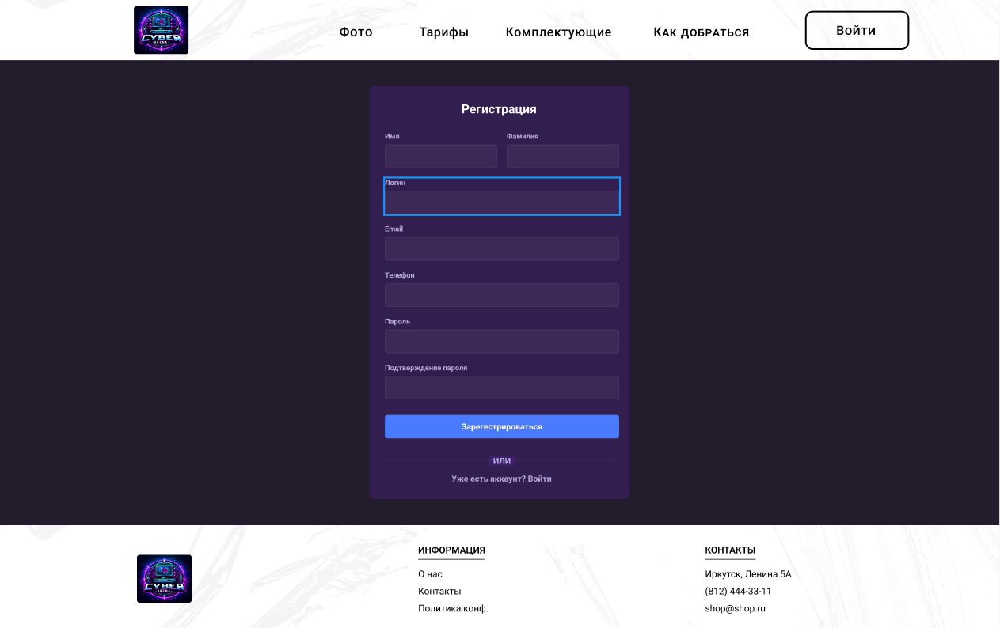 CYBER
ARENA
Фото
Тарифы
Комплектующие
Как добраться
Войти
Регистрация
Имя
Фамилия
Логин
Email
Телефон
Пароль
Подтверждение пароля
Зарегестрироваться
ИЛИ
Уже есть аккаунт? Войти
CYBER
ARENA
ИНФОРМАЦИЯ
О нас
Контакты
Политика конф.
КОНТАКТЫ
Иркутск, Ленина 5А
(812) 444-33-11
shop@shop.ru